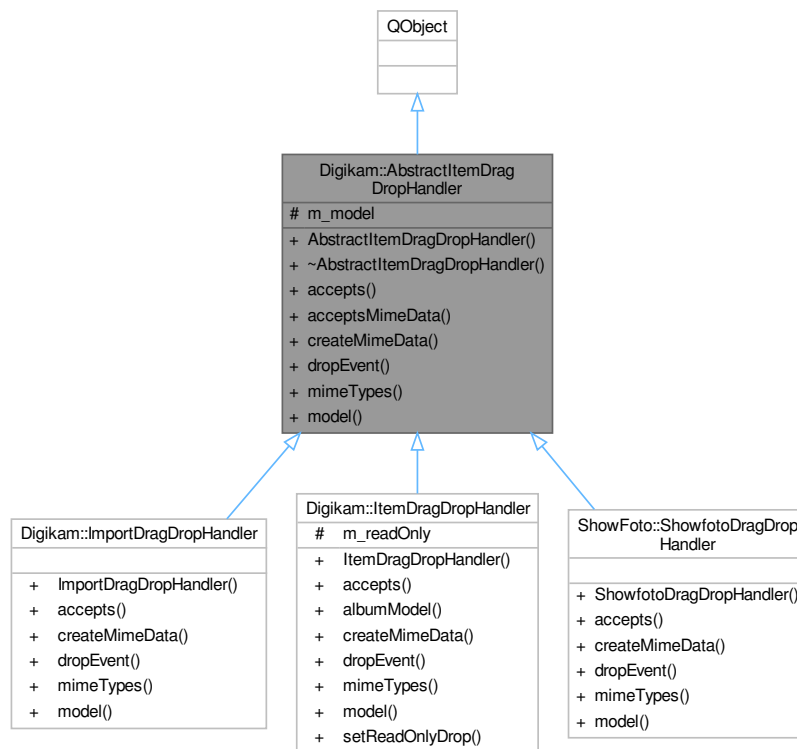 QObject
Digikam::AbstractItemDrag
DropHandler
# m_model
+ AbstractItemDragDropHandler()
+ ~AbstractItemDragDropHandler()
+ accepts()
+ acceptsMimeData()
+ createMimeData()
+ dropEvent()
+ mimeTypes()
+ model()
Digikam::ImportDragDropHandler
+ ImportDragDropHandler()
+ accepts()
+ createMimeData()
+ dropEvent()
+ mimeTypes()
+ model()
Digikam::ItemDragDropHandler
# m_readOnly
+ ItemDragDropHandler()
+ accepts()
+ albumModel()
+ createMimeData()
+ dropEvent()
+ mimeTypes()
+ model()
+ setReadOnlyDrop()
ShowFoto::ShowfotoDragDrop
Handler
+ ShowfotoDragDropHandler()
+ accepts()
+ createMimeData()
+ dropEvent()
+ mimeTypes()
+ model()